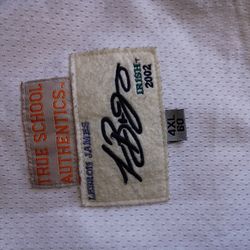 TRUE SCHOOL
AUTHENTICS
LEBRON JAMES
IRISH
2002
4XL
60